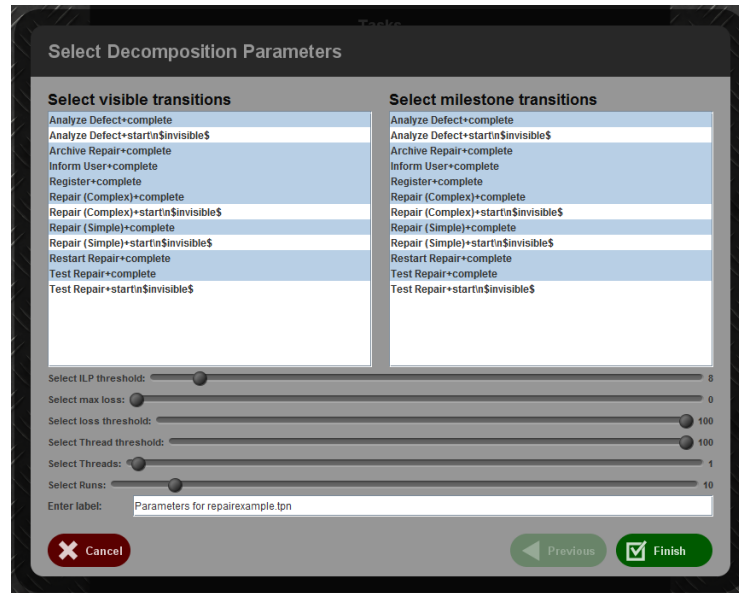 Tasks
Select Decomposition Parameters
Select visible transitions
Analyze Defect+complete
Analyze Defect+start\n$invisible$
Archive Repair+complete
Inform User+complete
Register+complete
Repair (Complex)+complete
Repair (Complex)+start\n$invisible$
Repair (Simple)+complete
Repair (Simple)+start\n$invisible$
Restart Repair+complete
Test Repair+complete
Test Repair+start\n$invisible$
Select milestone transitions
Analyze Defect+complete
Analyze Defect+start\n$invisible$
Archive Repair+complete
Inform User+complete
Register+complete
Repair (Complex)+complete
Repair (Complex)+start\n$invisible$
Repair (Simple)+complete
Repair (Simple)+start\n$invisible$
Restart Repair+complete
Test Repair+complete
Test Repair+start\n$invisible$
Select ILP threshold: 8
Select max loss: 0
Select loss threshold: 100
Select Thread threshold: 100
Select Threads: 1
Select Runs: 10
Enter label: Parameters for repairexample.tpn
Cancel
Previous
Finish